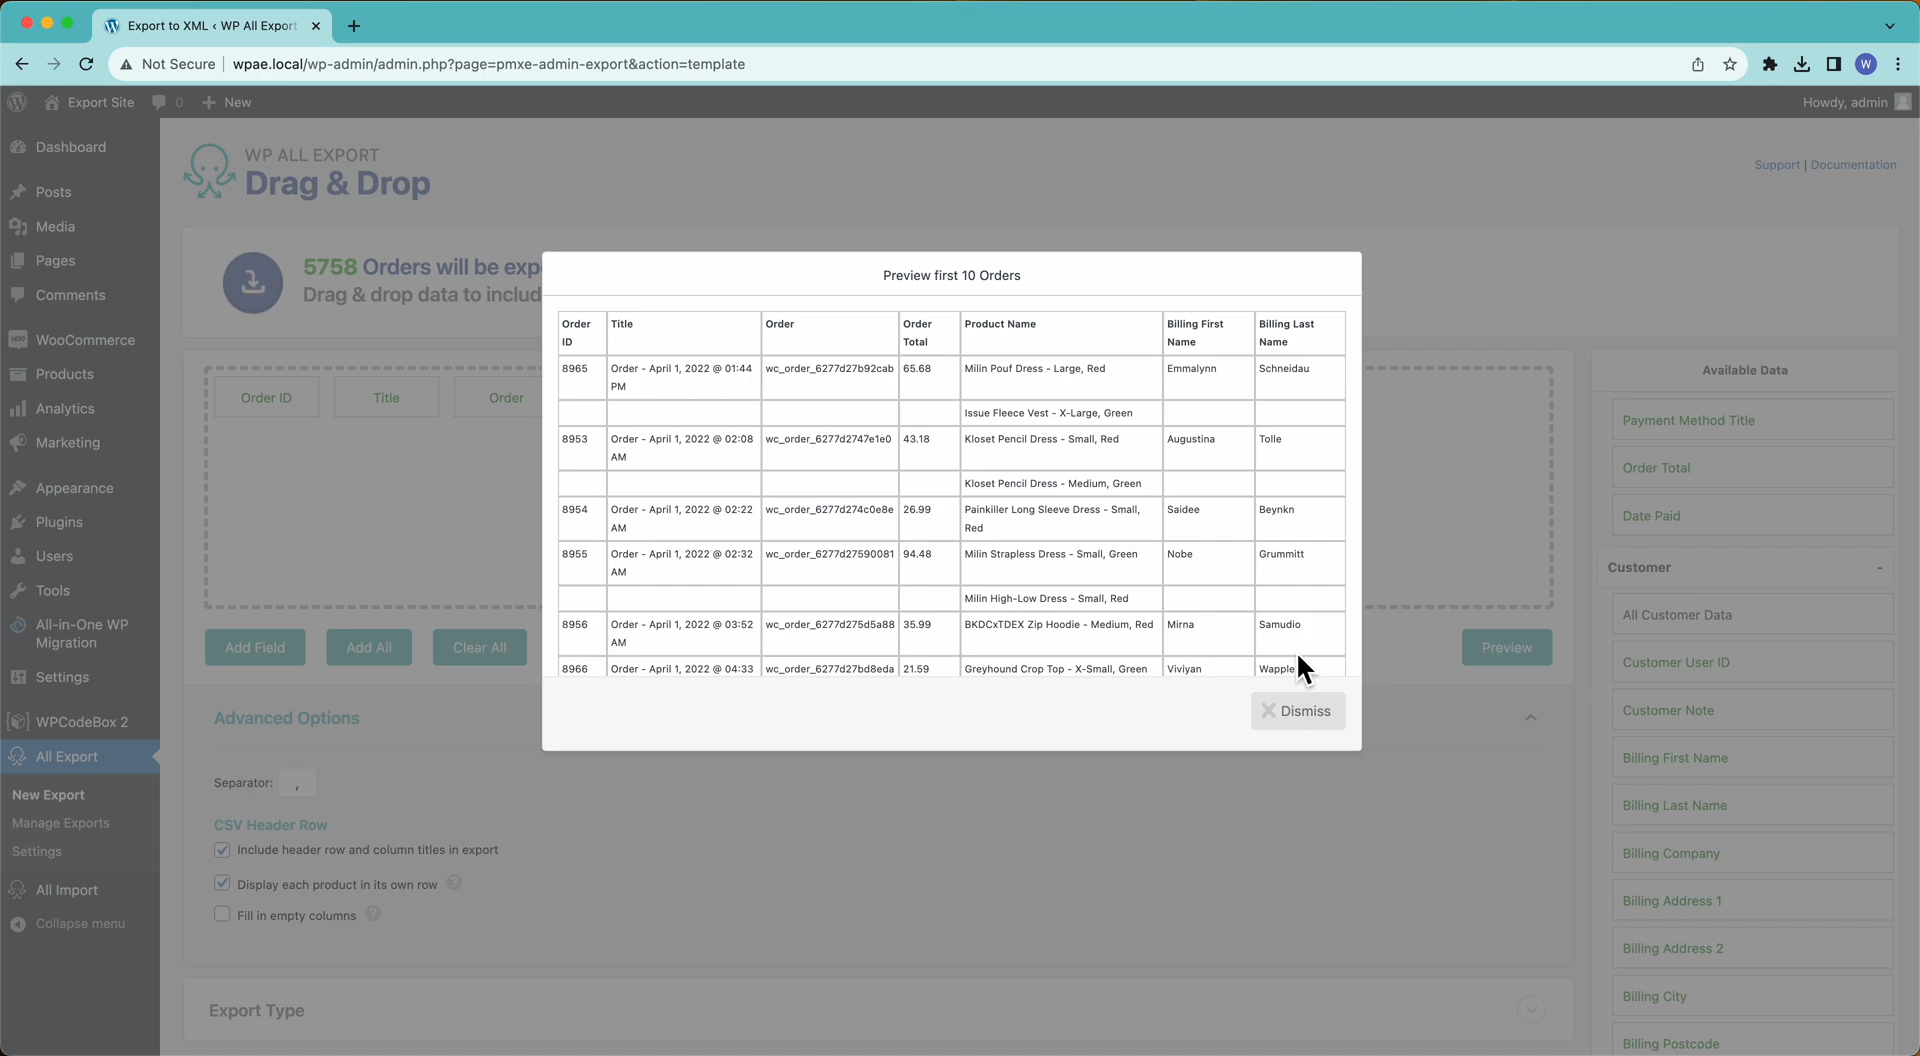 Export to XML ‹ WP All Export
Not Secure
wpae.local/wp-admin/admin.php?page=pmxe-admin-export&action=template
W
Export Site
0
New
Howdy, admin
Dashboard
Posts
Media
Pages
Comments
WooCommerce
Products
Analytics
Marketing
Appearance
Plugins
Users
Tools
All-in-One WP
Migration
Settings
WPCodeBox 2
All Export
New Export
Manage Exports
Settings
All Import
Collapse menu
WP ALL EXPORT
Drag & Drop
Support | Documentation
5758 Orders will be exp
Drag & drop data to includ
Order ID
Title
Order
Add Field
Add All
Clear All
Preview
Preview first 10 Orders
Order ID Title Order Order Total Product Name Billing First Name Billing Last Name
8965 Order - April 1, 2022 @ 01:44 PM wc_order_6277d27b92cab 65.68 Milin Pouf Dress - Large, Red Emmalynn Schneidau
Issue Fleece Vest - X-Large, Green
8953 Order - April 1, 2022 @ 02:08 AM wc_order_6277d2747e1e0 43.18 Kloset Pencil Dress - Small, Red Augustina Tolle
Kloset Pencil Dress - Medium, Green
8954 Order - April 1, 2022 @ 02:22 AM wc_order_6277d274c0e8e 26.99 Painkiller Long Sleeve Dress - Small, Red Saidee Beynkn
8955 Order - April 1, 2022 @ 02:32 AM wc_order_6277d27590081 94.48 Milin Strapless Dress - Small, Green Nobe Grummitt
Milin High-Low Dress - Small, Red
8956 Order - April 1, 2022 @ 03:52 AM wc_order_6277d275d5a88 35.99 BKDCxTDEX Zip Hoodie - Medium, Red Mirna Samudio
8966 Order - April 1, 2022 @ 04:33 wc_order_6277d27bd8eda 21.59 Greyhound Crop Top - X-Small, Green Viviyan Wapple
Dismiss
Advanced Options
Separator: ,
CSV Header Row
Include header row and column titles in export
Display each product in its own row ?
Fill in empty columns ?
Export Type
Available Data
Payment Method Title
Order Total
Date Paid
Customer -
All Customer Data
Customer User ID
Customer Note
Billing First Name
Billing Last Name
Billing Company
Billing Address 1
Billing Address 2
Billing City
Billing Postcode